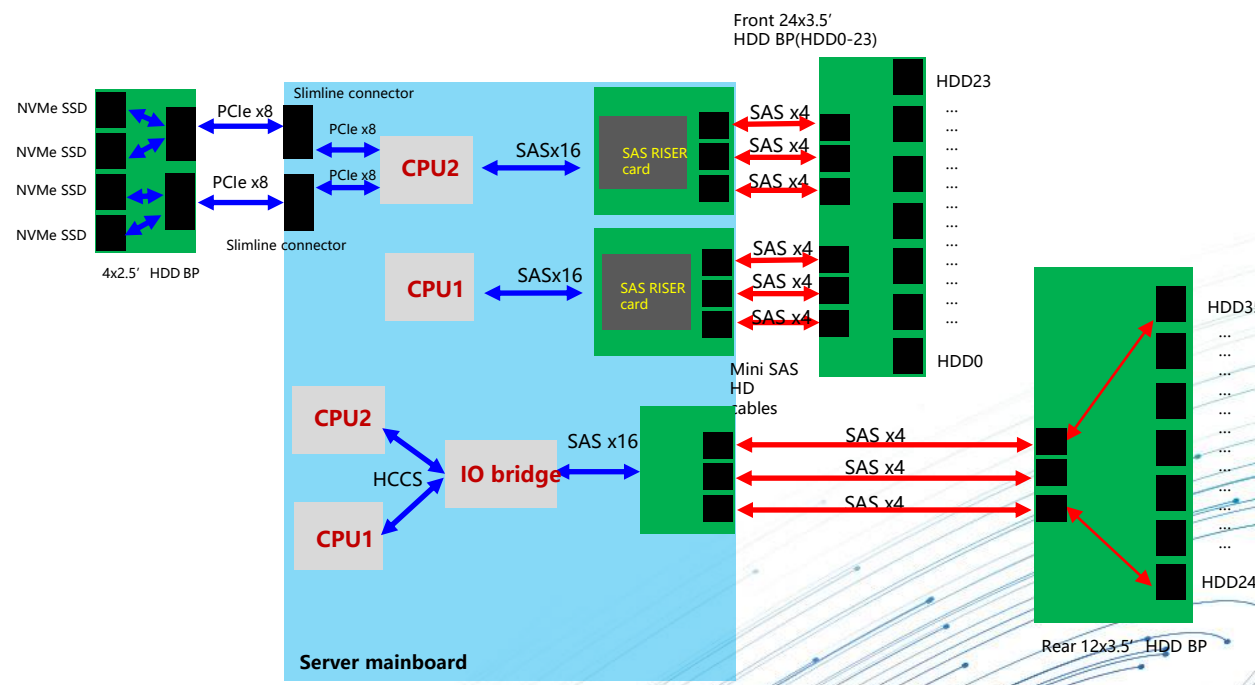 Front 24x3.5'
HDD BP(HDD0-23)
HDD23
...
...
...
...
...
...
...
...
...
...
...
...
...
HDD0
NVMe SSD
NVMe SSD
NVMe SSD
NVMe SSD
4x2.5' HDD BP
PCIe x8
PCIe x8
Slimline connector
Slimline connector
PCIe x8
PCIe x8
CPU2
SASx16
SAS RISER
card
SAS x4
SAS x4
SAS x4
CPU1
SASx16
SAS RISER
card
SAS x4
SAS x4
SAS x4
Mini SAS
HD
cables
CPU2
HCCS
CPU1
IO bridge
SAS x16
SAS x4
SAS x4
SAS x4
HDD3
...
...
...
...
...
...
...
...
...
...
...
...
...
HDD24
Rear 12x3.5' HDD BP
Server mainboard